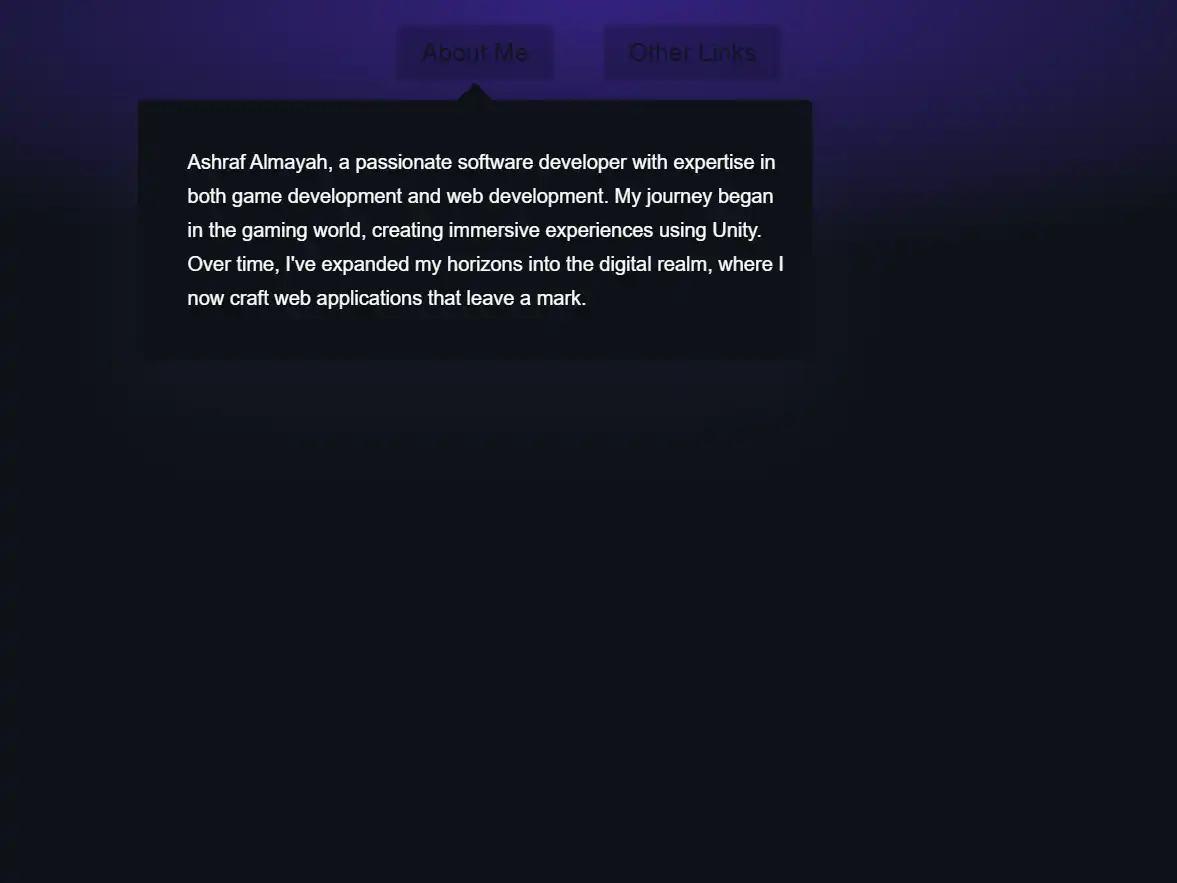 About Me
Other Links
Ashraf Almayah, a passionate software developer with expertise in
both game development and web development. My journey began
in the gaming world, creating immersive experiences using Unity.
Over time, I've expanded my horizons into the digital realm, where I
now craft web applications that leave a mark.